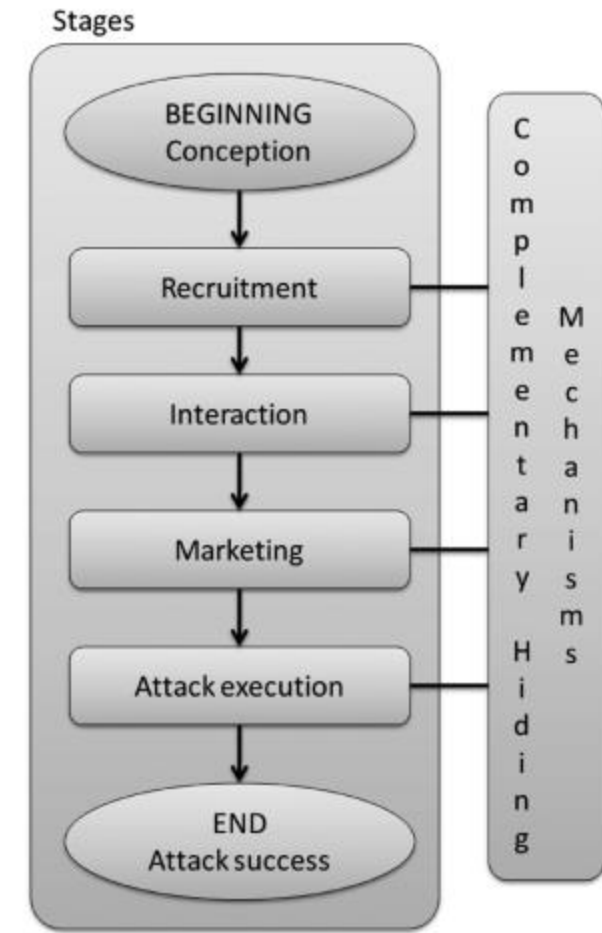 Stages
BEGINNING
Conception
Recruitment
Interaction
Marketing
Attack execution
END
Attack success
Complementary Hiding
Mechanisms